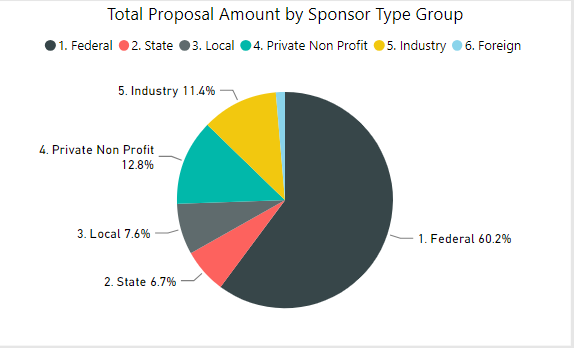 Total Proposal Amount by Sponsor Type Group
1. Federal 2. State 3. Local 4. Private Non Profit 5. Industry 6. Foreign
5. Industry 11.4%
4. Private Non Profit
12.8%
3. Local 7.6%
1. Federal 60.2%
2. State 6.7%